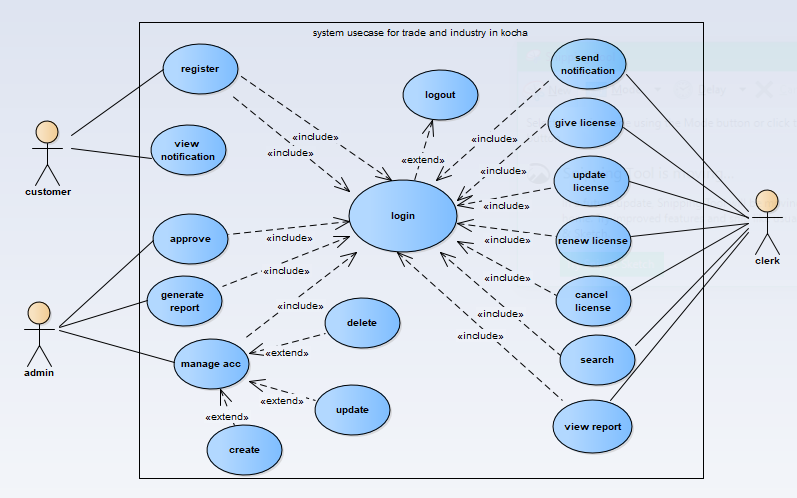 system usecase for trade and industry in kocha
register
send
notification
logout
give license
view
notification
customer
update
license
login
approve
renew license
clerk
generate
report
cancel
license
delete
manage acc
search
admin
update
view report
create
«include»
«include»
«extend»
«include»
«include»
«include»
«include»
«include»
«include»
«include»
«include»
«include»
«include»
«extend»
«extend»
«extend»